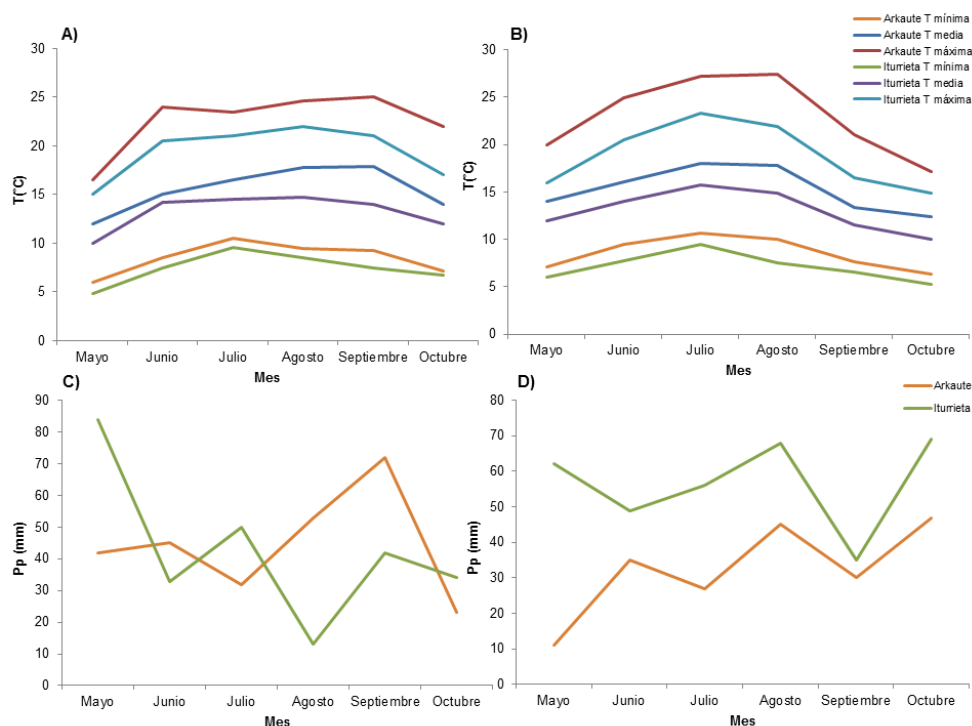 A)
30
25
20
15
10
5
0
T(°C)
Mayo Junio Julio Agosto Septiembre Octubre
Mes
B)
30
25
20
15
10
5
0
T(°C)
Mayo Junio Julio Agosto Septiembre Octubre
Mes
Arkaute T mínima
Arkaute T media
Arkaute T máxima
Iturrieta T mínima
Iturrieta T media
Iturrieta T máxima
C)
90
80
70
60
50
40
30
20
10
0
Pp (mm)
Mayo Junio Julio Agosto Septiembre Octubre
Mes
D)
80
70
60
50
40
30
20
10
0
Pp (mm)
Mayo Junio Julio Agosto Septiembre Octubre
Mes
Arkaute
Iturrieta